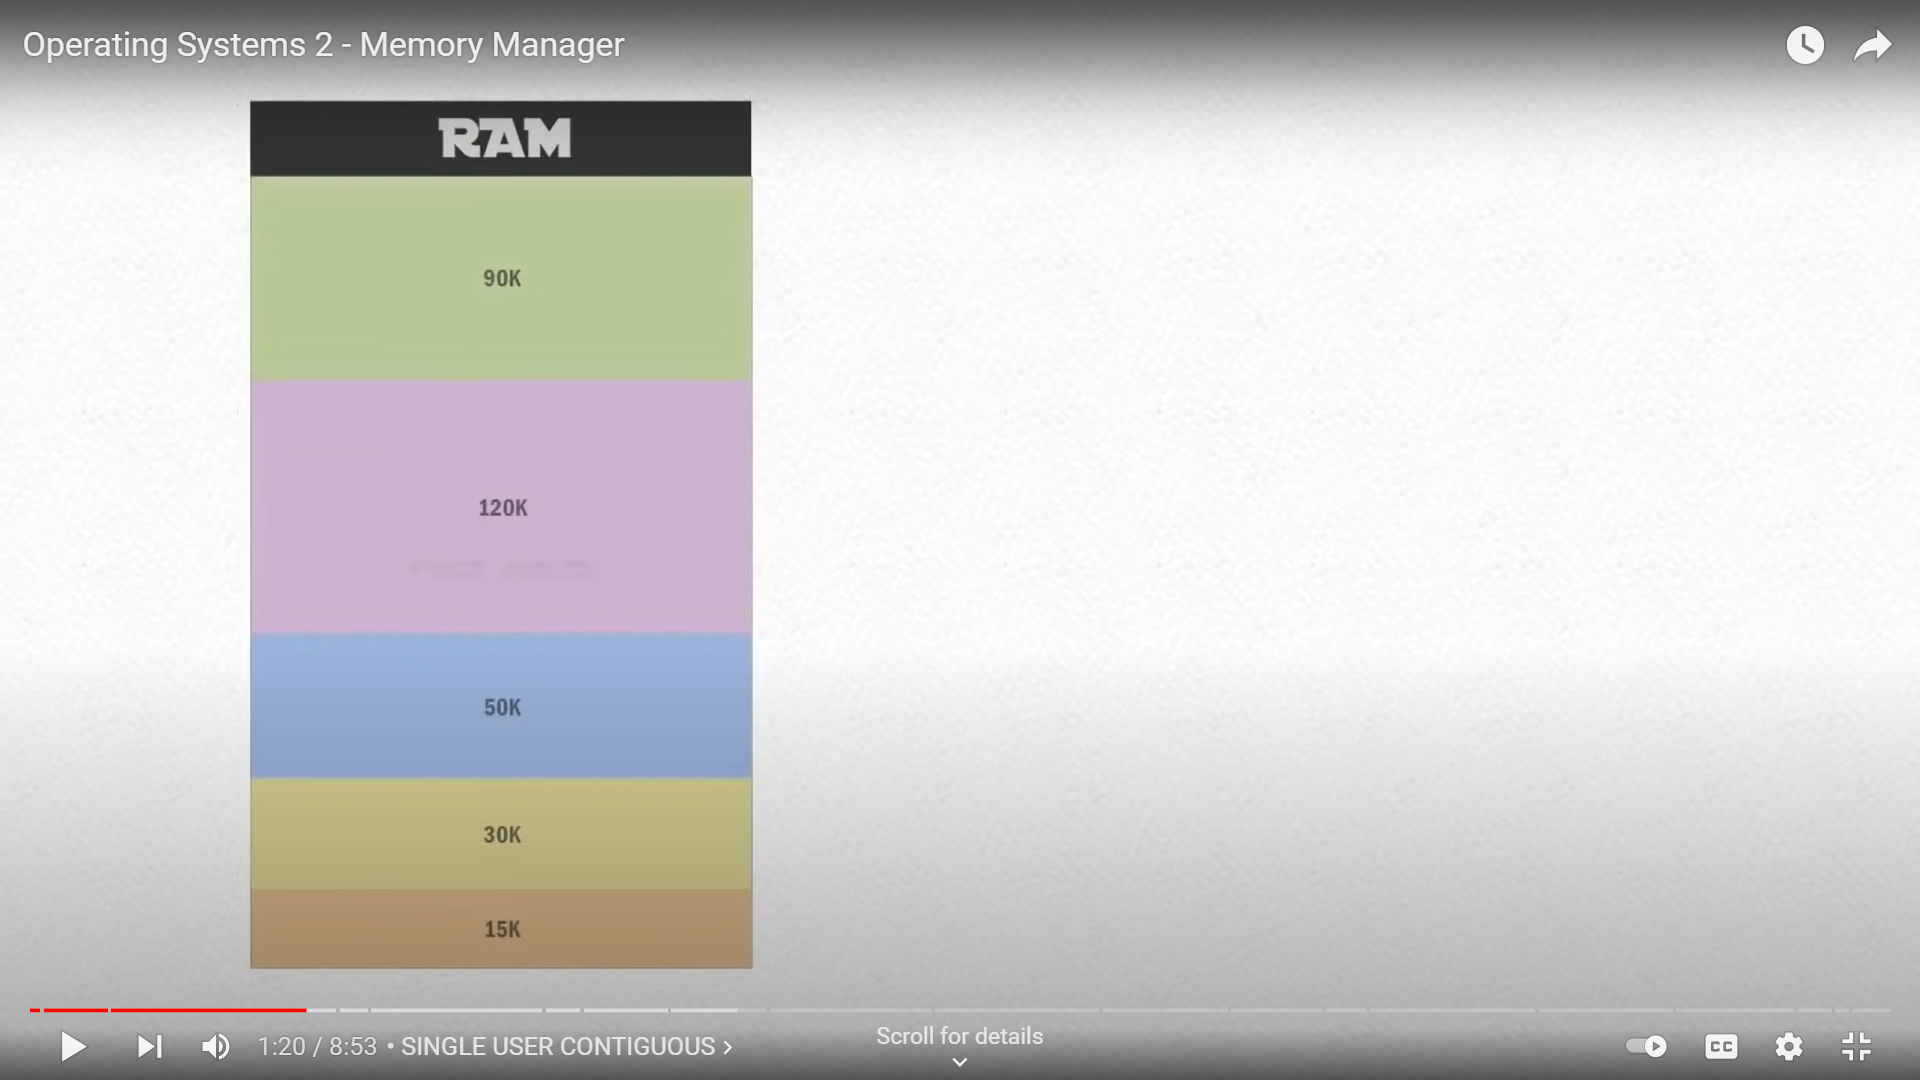 Operating Systems 2 - Memory Manager
RAM
90K
120K
50K
30K
15K
1:20 / 8:53 • SINGLE USER CONTIGUOUS
Scroll for details
CC